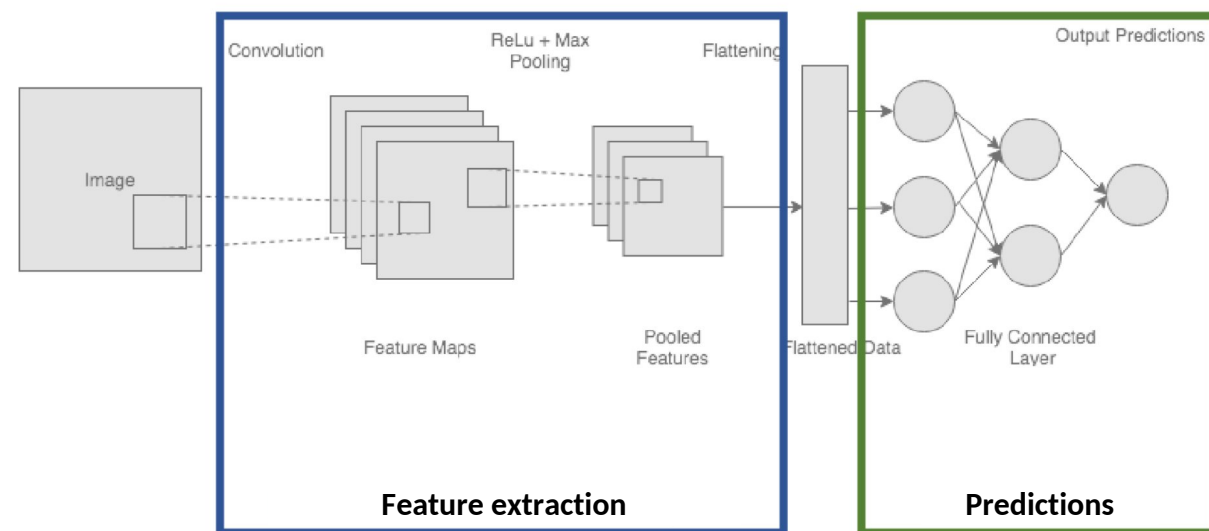 Convolution
ReLu + Max
Pooling
Flattening
Output Predictions
Image
Feature Maps
Pooled
Features
Flattened Data
Fully Connected
Layer
Feature extraction
Predictions